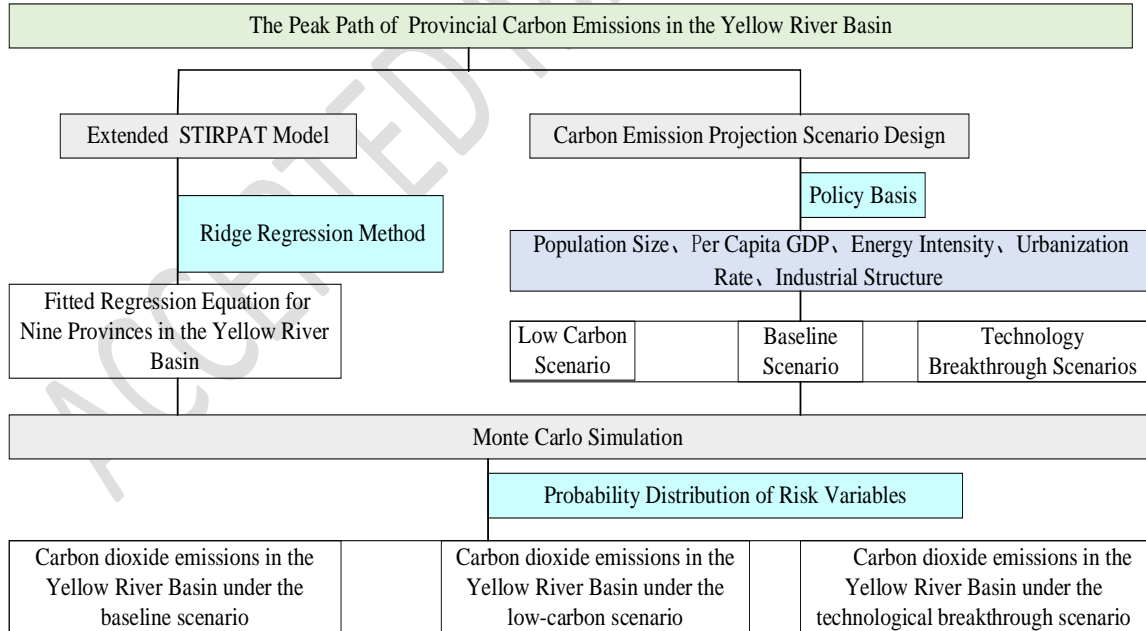 The Peak Path of Provincial Carbon Emissions in the Yellow River Basin
Extended STIRPAT Model
Carbon Emission Projection Scenario Design
Policy Basis
Ridge Regression Method
Population Size、Per Capita GDP、Energy Intensity、Urbanization
Rate、Industrial Structure
Fitted Regression Equation for
Nine Provinces in the Yellow River
Basin
Low Carbon
Scenario
Baseline
Scenario
Technology
Breakthrough Scenarios
Monte Carlo Simulation
Probability Distribution of Risk Variables
Carbon dioxide emissions in the
Yellow River Basin under the
baseline scenario
Carbon dioxide emissions in the
Yellow River Basin under the
low-carbon scenario
Carbon dioxide emissions in the
Yellow River Basin under the
technological breakthrough scenario
ACCEPTED